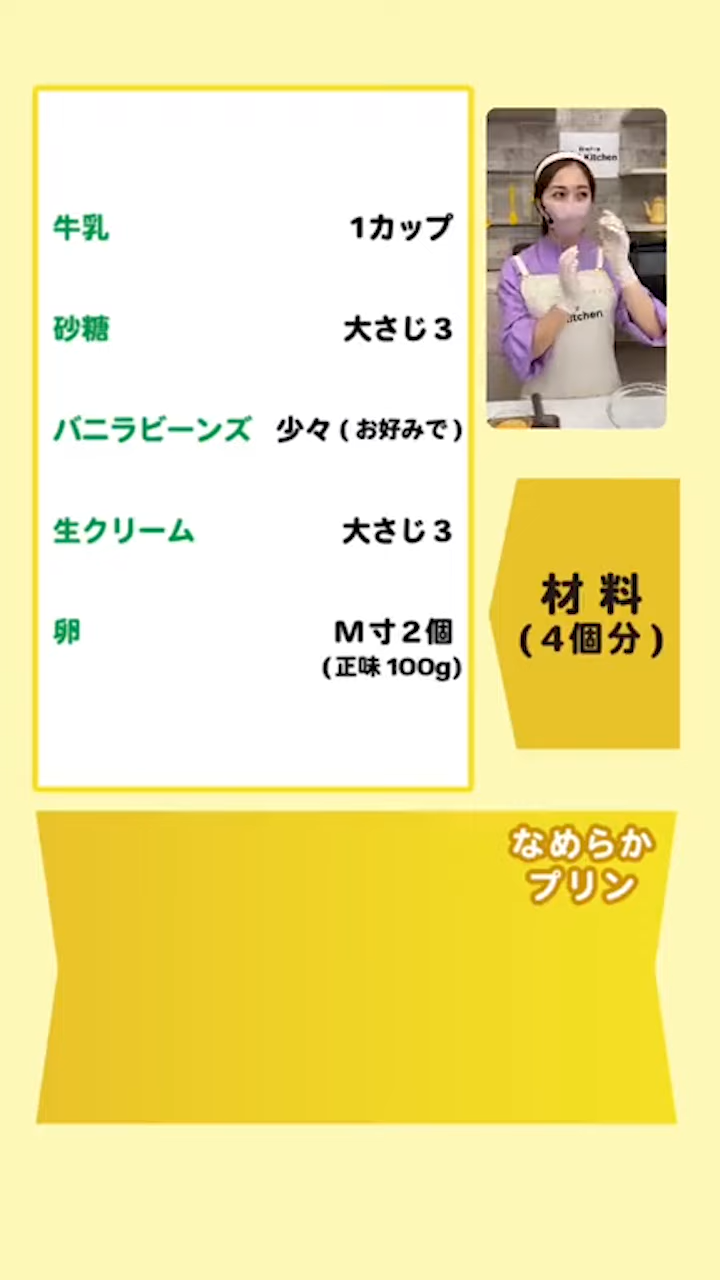 牛乳 1カップ
砂糖 大さじ3
バニラビーンズ 少々(お好みで)
生クリーム 大さじ3
卵 M寸2個
(正味100g)
Kitchen
itchen
材料
(4個分)
なめらか
プリン